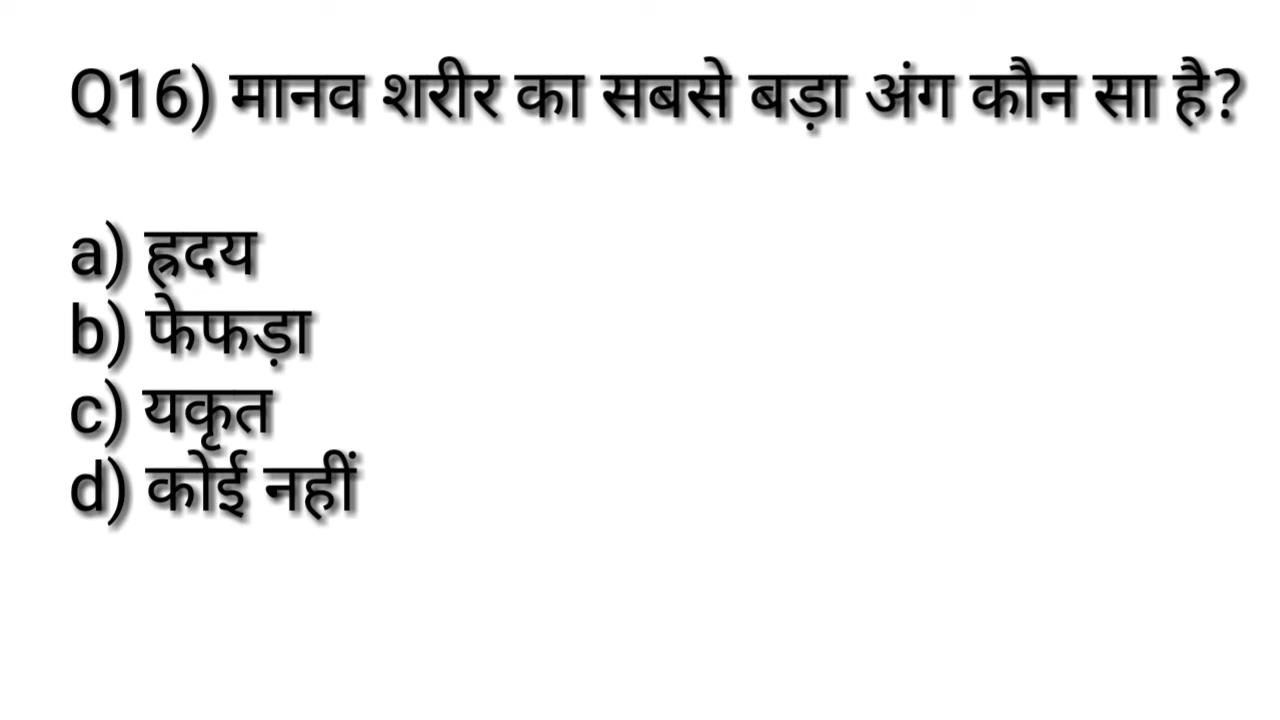 Q16) मानव शरीर का सबसे बड़ा अंग कौन सा है?
a) ह्रदय
b) फेफड़ा
c) यकृत
d) कोई नहीं